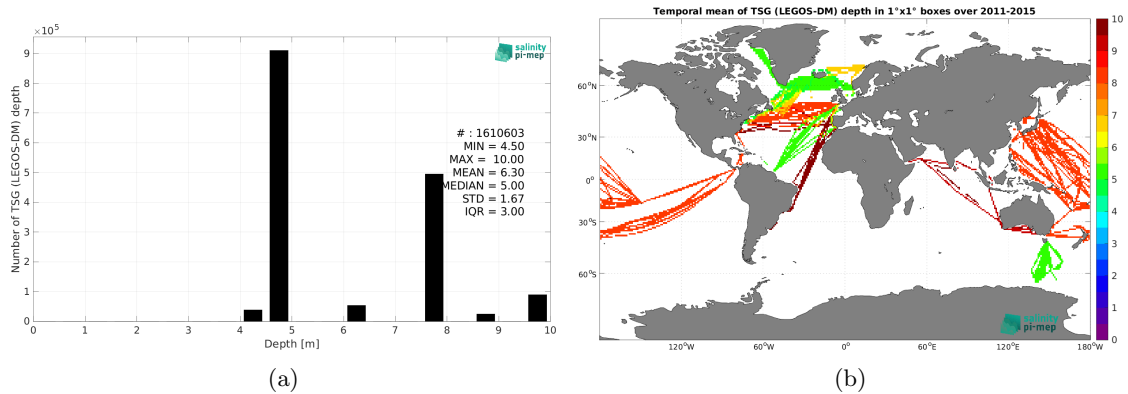 Temporal mean of TSG (LEGOS-DM) depth in 1°x1° boxes over 2011-2015
×10⁵
9
8
7
6
5
4
3
2
1
0
Number of TSG (LEGOS-DM) depth
salinity
pi-mep
# : 1610603
MIN = 4.50
MAX = 10.00
MEAN = 6.30
MEDIAN = 5.00
STD = 1.67
IQR = 3.00
0 1 2 3 4 5 6 7 8 9 10
Depth [m]
(a)
60°N
30°N
0°
30°S
60°S
120°W 60°W 0° 60°E 120°E 180°W
salinity
pi-mep
10
9
8
7
6
5
4
3
2
1
0
(b)